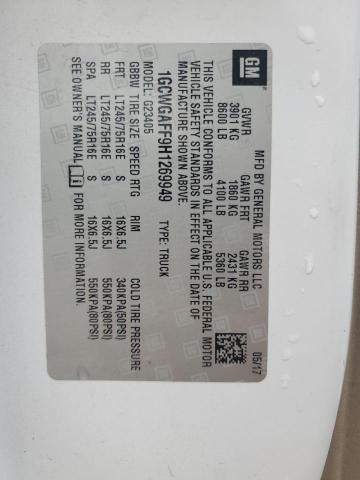 GM
MFD BY GENERAL MOTORS LLC
05/17
GVWR GAWR FRT GAWR RR
3901 KG 1860 KG 2431 KG
8600 LB 4100 LB 5360 LB
THIS VEHICLE CONFORMS TO ALL APPLICABLE U.S. FEDERAL MOTOR
VEHICLE SAFETY STANDARDS IN EFFECT ON THE DATE OF
MANUFACTURE SHOWN ABOVE.
1GCWGAFF9H1269949 TYPE: TRUCK
MODEL: G23405
GBBW TIRE SIZE SPEED RTG RIM COLD TIRE PRESSURE
FRT LT245/75R16E S 16X6.5J 340KPA(50PSI)
RR LT245/75R16E S 16X6.5J 550KPA(80PSI)
SPA LT245/75R16E S 16X6.5J 550KPA(80PSI)
SEE OWNER'S MANUAL FOR MORE INFORMATION